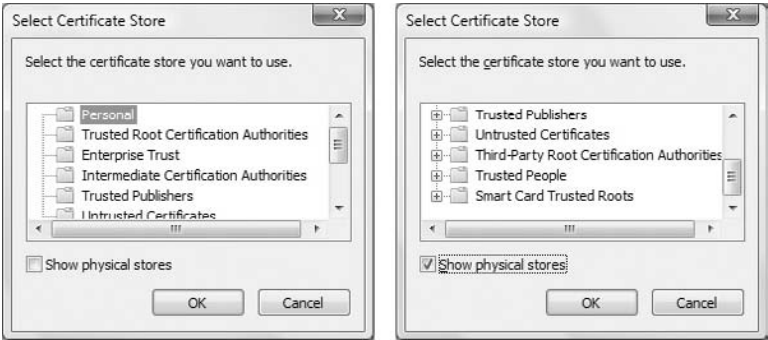 Select Certificate Store
Select the certificate store you want to use.
Personal
Trusted Root Certification Authorities
Enterprise Trust
Intermediate Certification Authorities
Trusted Publishers
Untrusted Certificates
Show physical stores
OK Cancel
Select Certificate Store
Select the certificate store you want to use.
Trusted Publishers
Untrusted Certificates
Third-Party Root Certification Authorities
Trusted People
Smart Card Trusted Roots
Show physical stores
OK Cancel